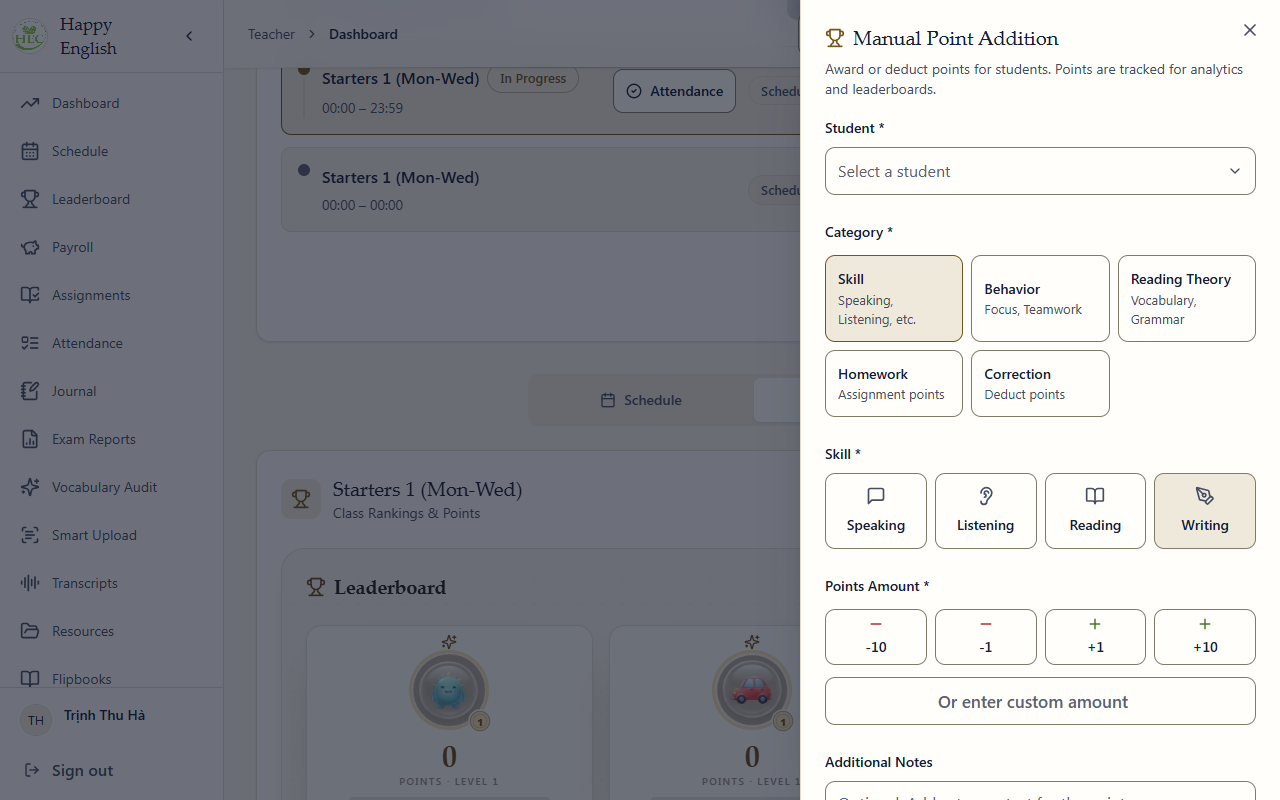 Happy
English
HEC
Dashboard
Schedule
Leaderboard
Payroll
Assignments
Attendance
Journal
Exam Reports
Vocabulary Audit
Smart Upload
Transcripts
Resources
Flipbooks
TH
Trịnh Thu Hà
Sign out
Teacher > Dashboard
Starters 1 (Mon-Wed) In Progress
00:00 – 23:59
Attendance
Starters 1 (Mon-Wed)
00:00 – 00:00
Schedule
Starters 1 (Mon-Wed)
Class Rankings & Points
Leaderboard
1
0
POINTS · LEVEL 1
1
0
POINTS · LEVEL 1
Manual Point Addition
Award or deduct points for students. Points are tracked for analytics
and leaderboards.
Student *
Select a student
Category *
Skill
Speaking,
Listening, etc.
Behavior
Focus, Teamwork
Reading Theory
Vocabulary,
Grammar
Homework
Assignment points
Correction
Deduct points
Skill *
Speaking
Listening
Reading
Writing
Points Amount *
-10
-1
+1
+10
Or enter custom amount
Additional Notes